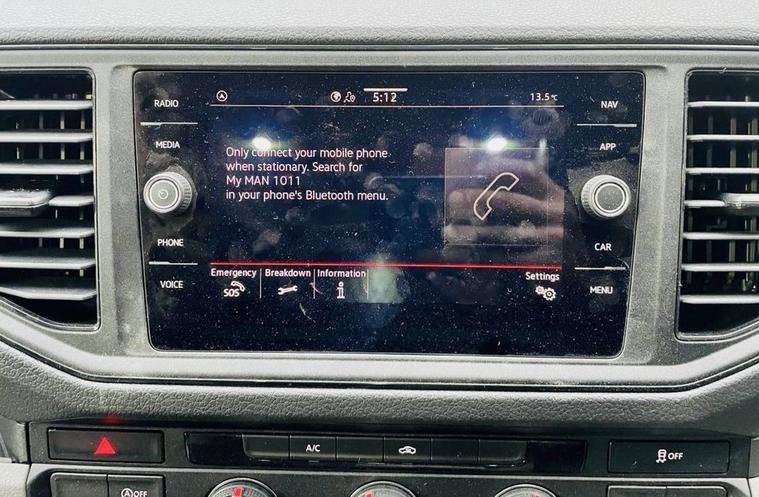 5:12
13.5°C
RADIO
MEDIA
PHONE
VOICE
NAV
APP
CAR
MENU
Only connect your mobile phone
when stationary. Search for
My MAN 1011
in your phone's Bluetooth menu.
Emergency Breakdown Information Settings
SOS
A/C
OFF
A OFF